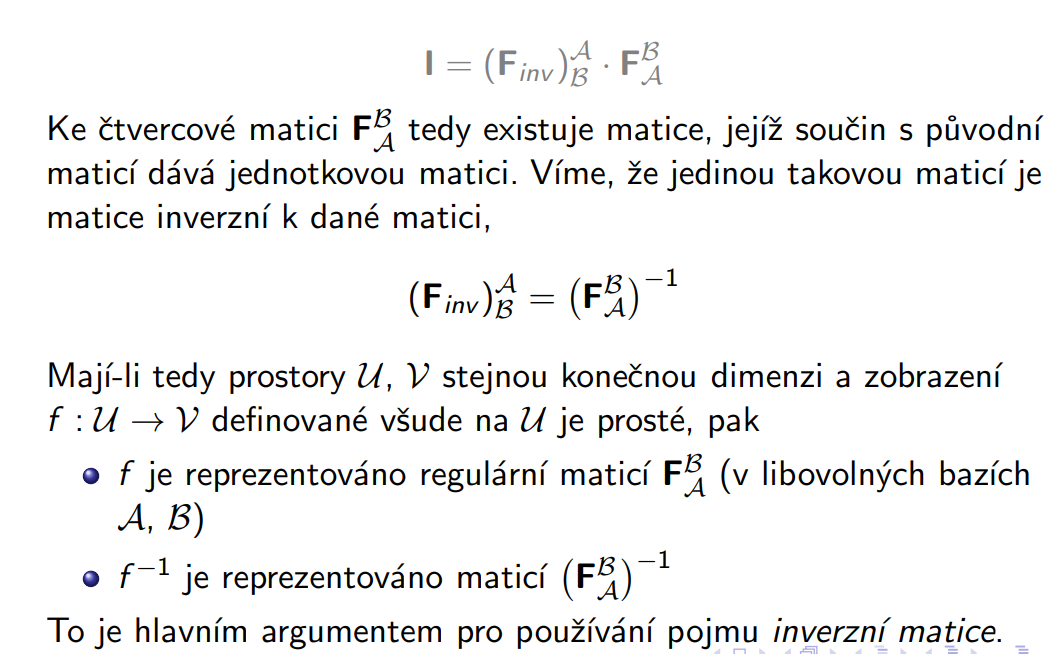 I = (F_inv)^𝒜_ℬ · F^ℬ_𝒜
Ke čtvercové matici F^ℬ_𝒜 tedy existuje matice, jejíž součin s původní
maticí dává jednotkovou matici. Víme, že jedinou takovou maticí je
matice inverzní k dané matici,
(F_inv)^𝒜_ℬ = (F^ℬ_𝒜)^−1
Mají-li tedy prostory 𝒰, 𝒱 stejnou konečnou dimenzi a zobrazení
f : 𝒰 → 𝒱 definované všude na 𝒰 je prosté, pak
f je reprezentováno regulární maticí F^ℬ_𝒜 (v libovolných bazích
𝒜, ℬ)
f^−1 je reprezentováno maticí (F^ℬ_𝒜)^−1
To je hlavním argumentem pro používání pojmu inverzní matice.